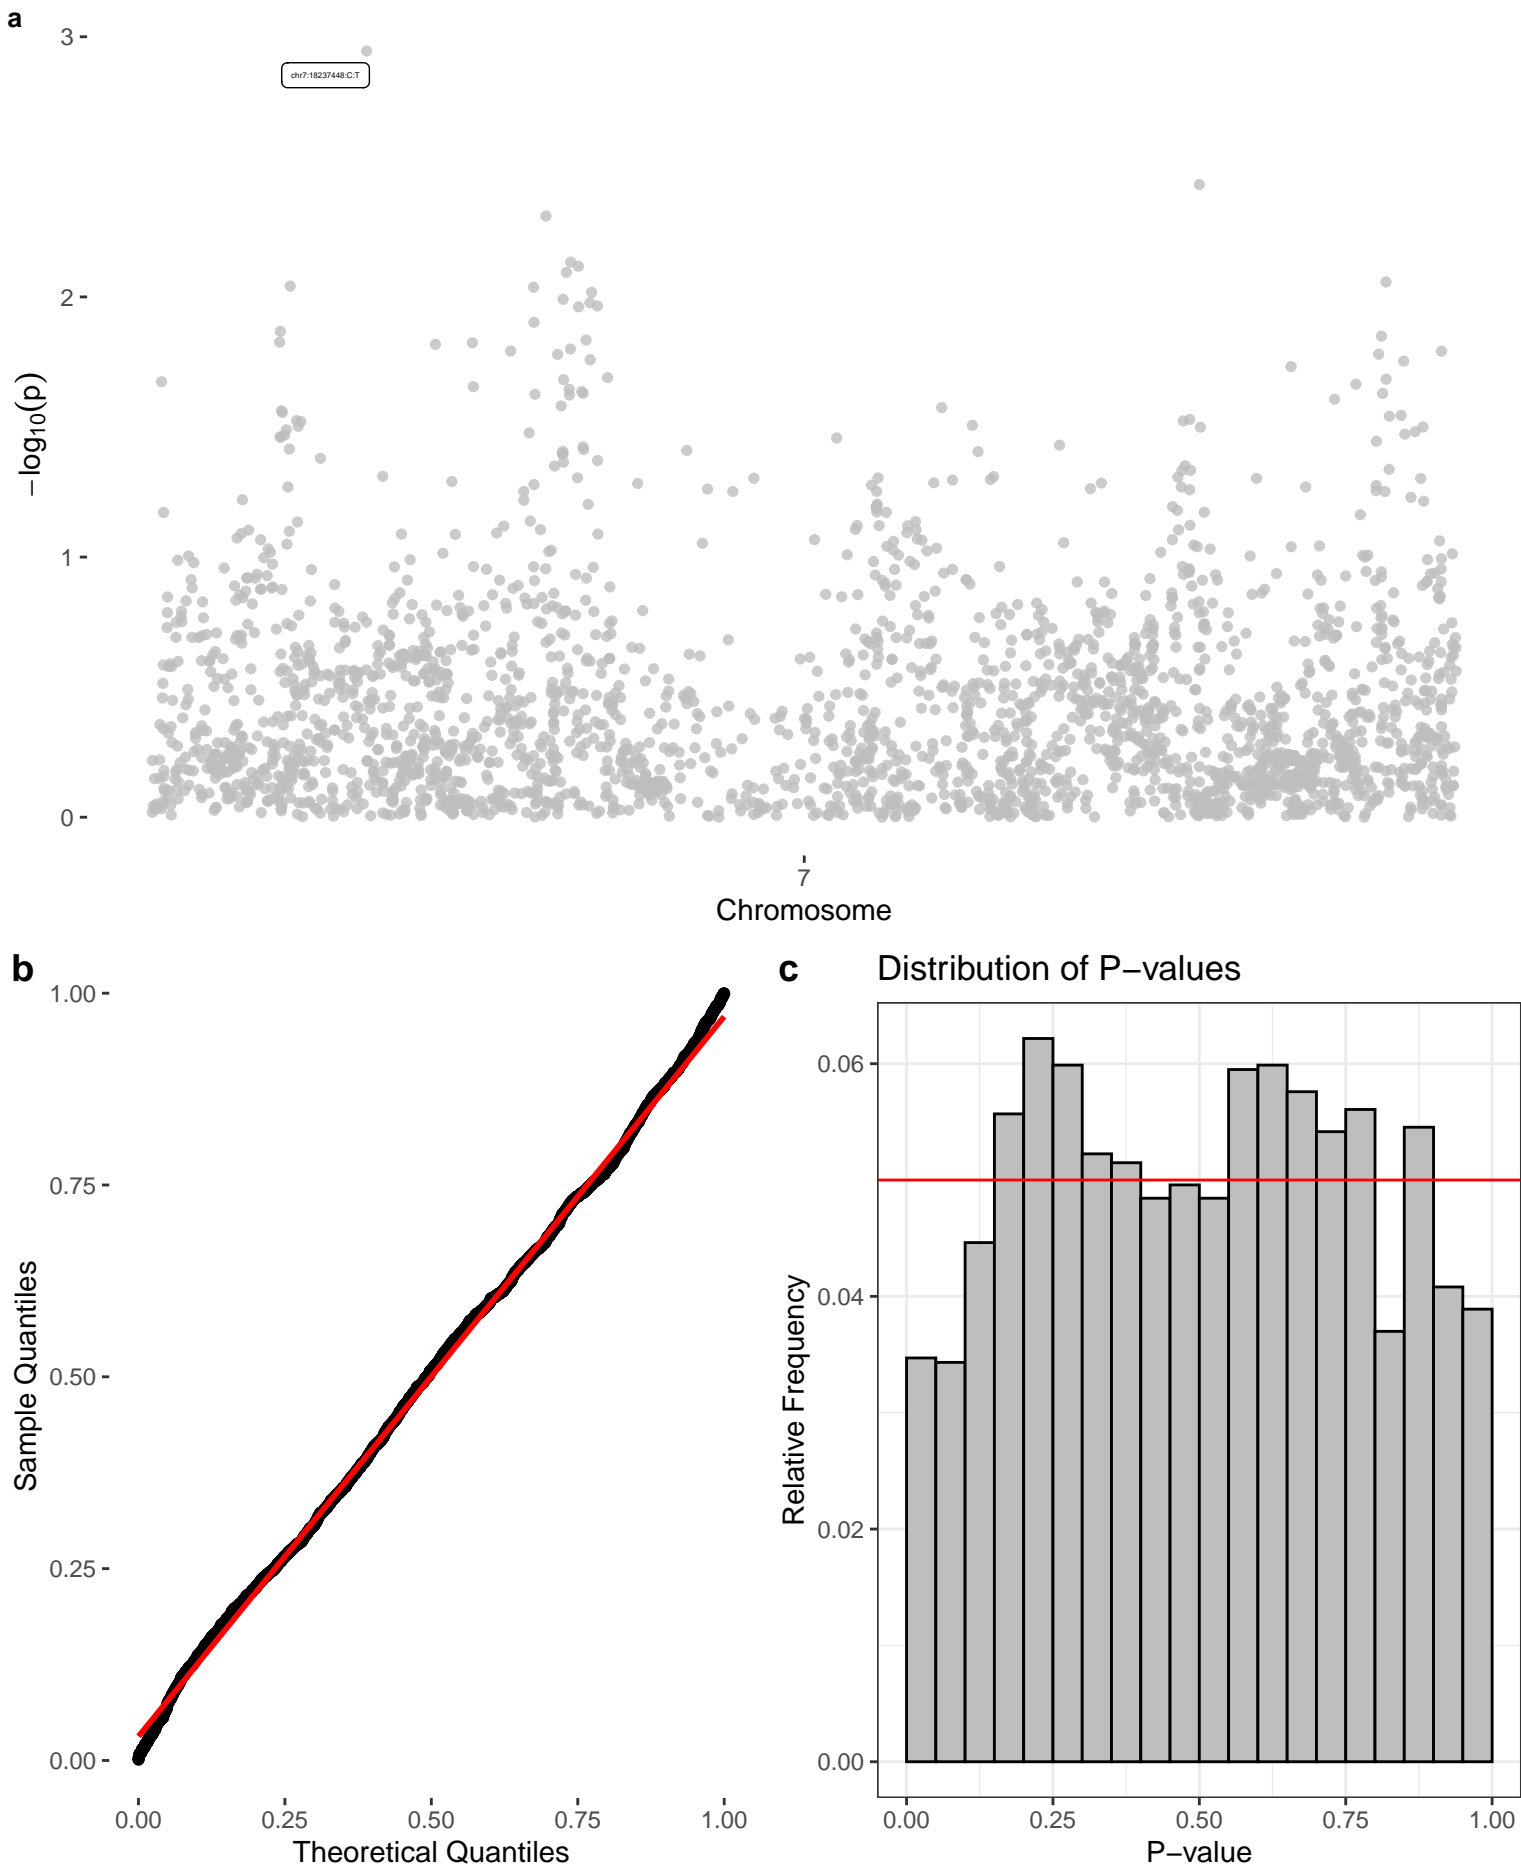 a
3
chr7:18237448:C:T
2
−log10(p)
1
0
7
Chromosome
b
1.00
0.75
0.50
0.25
0.00
Sample Quantiles
0.00 0.25 0.50 0.75 1.00
Theoretical Quantiles
c
Distribution of P−values
0.06
0.04
0.02
0.00
Relative Frequency
0.00 0.25 0.50 0.75 1.00
P−value